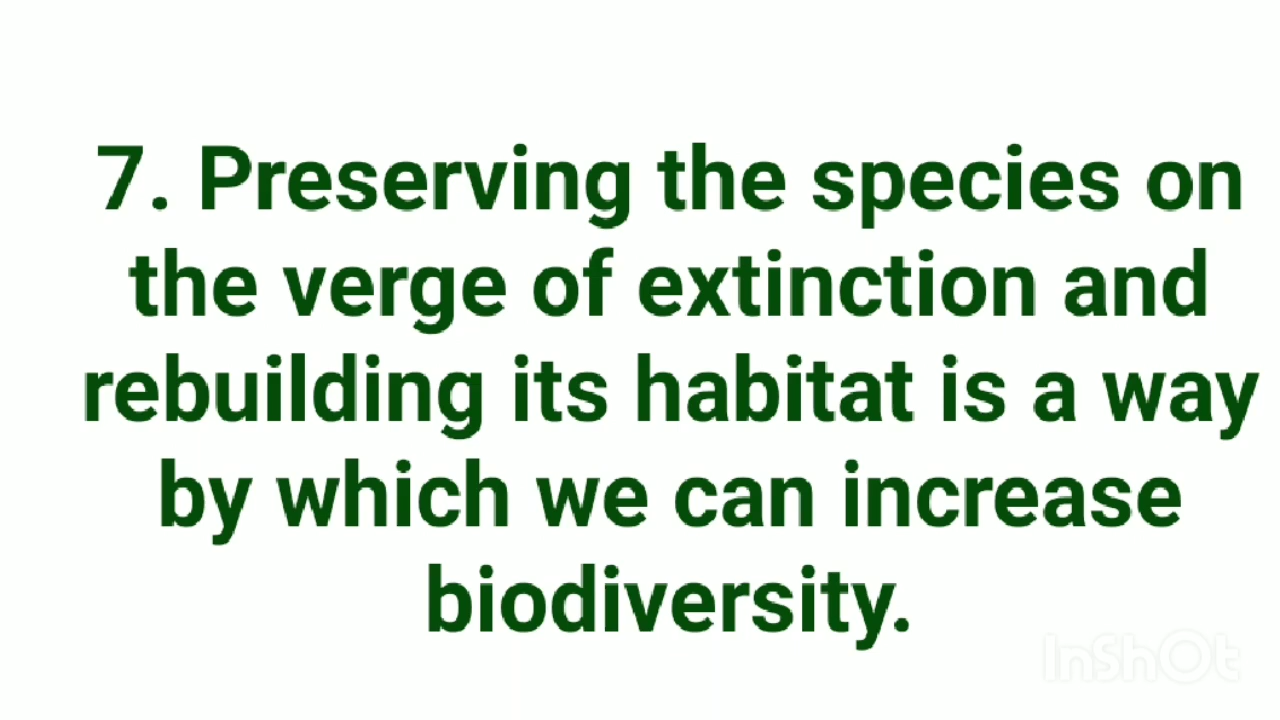 7. Preserving the species on
the verge of extinction and
rebuilding its habitat is a way
by which we can increase
biodiversity.
InShOt